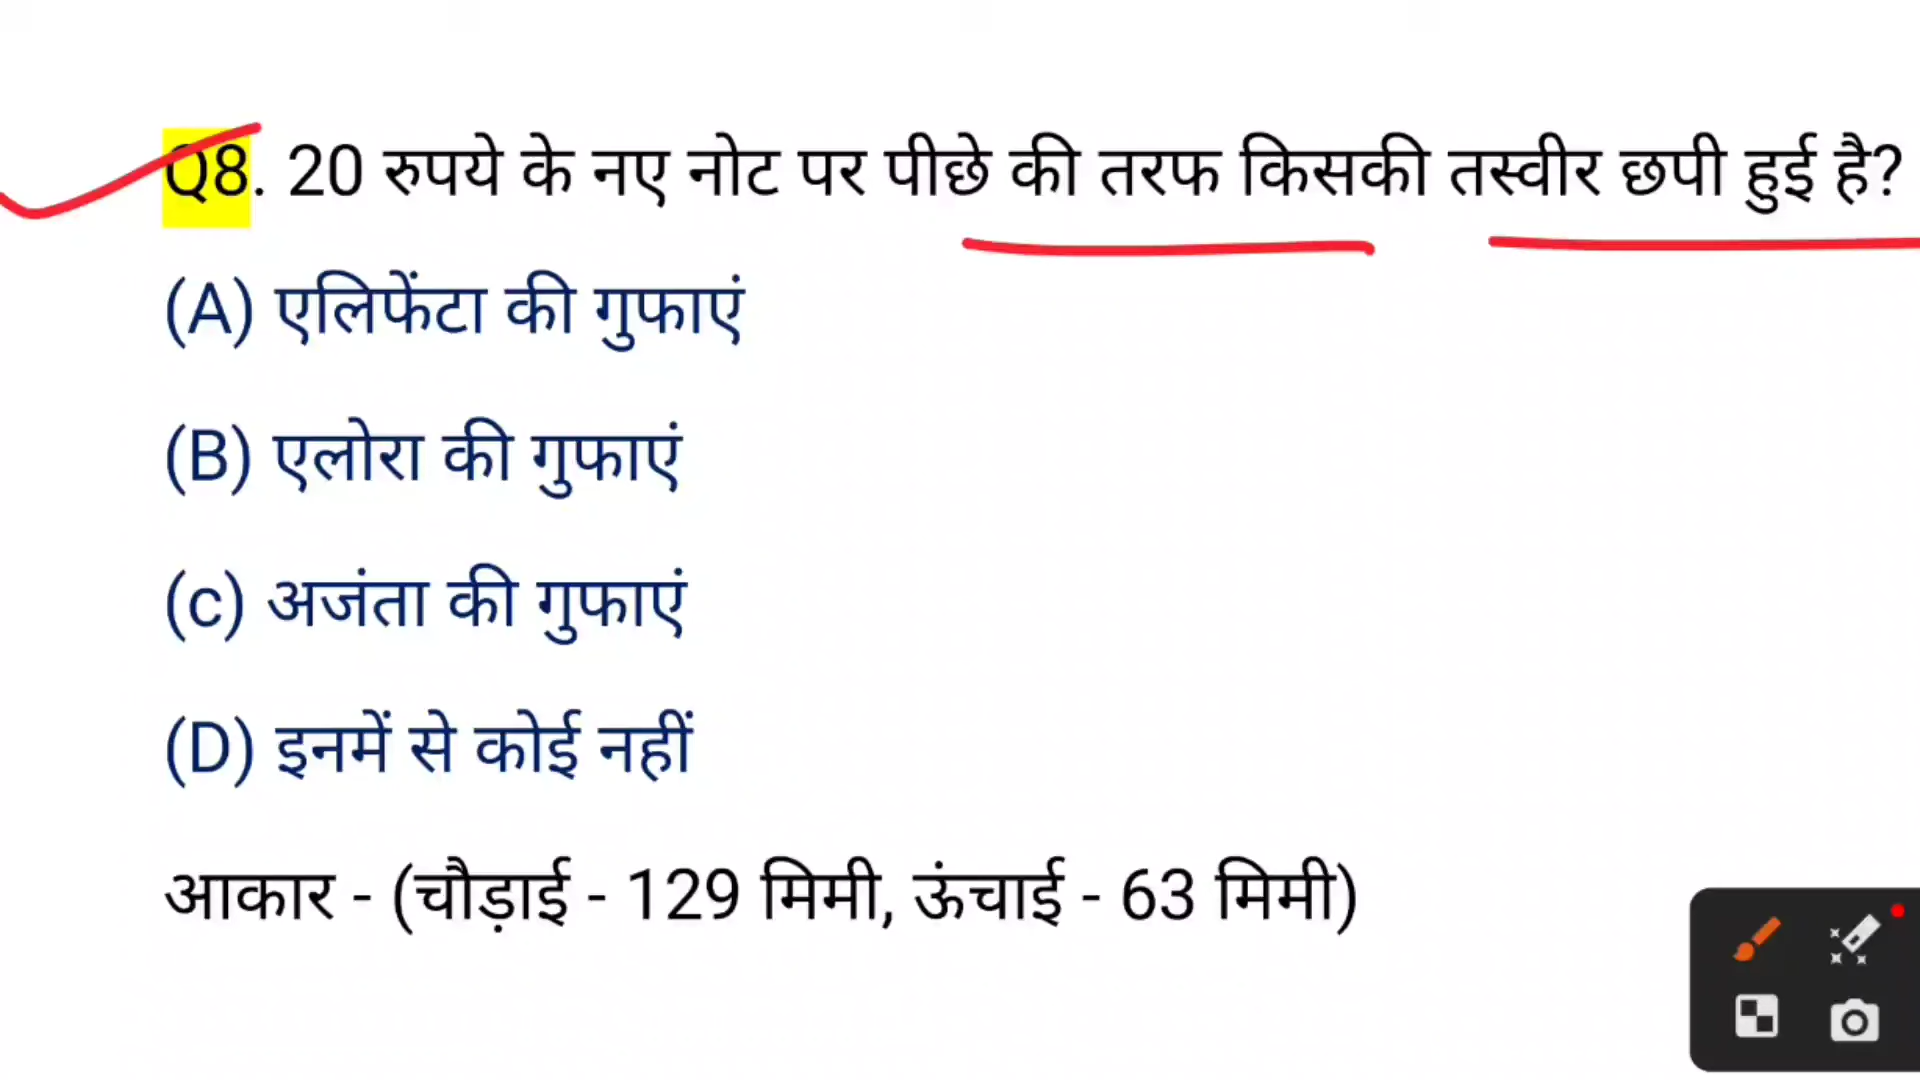 Q8. 20 रुपये के नए नोट पर पीछे की तरफ किसकी तस्वीर छपी हुई है?
(A) एलिफेंटा की गुफाएं
(B) एलोरा की गुफाएं
(c) अजंता की गुफाएं
(D) इनमें से कोई नहीं
आकार - (चौड़ाई - 129 मिमी, ऊंचाई - 63 मिमी)